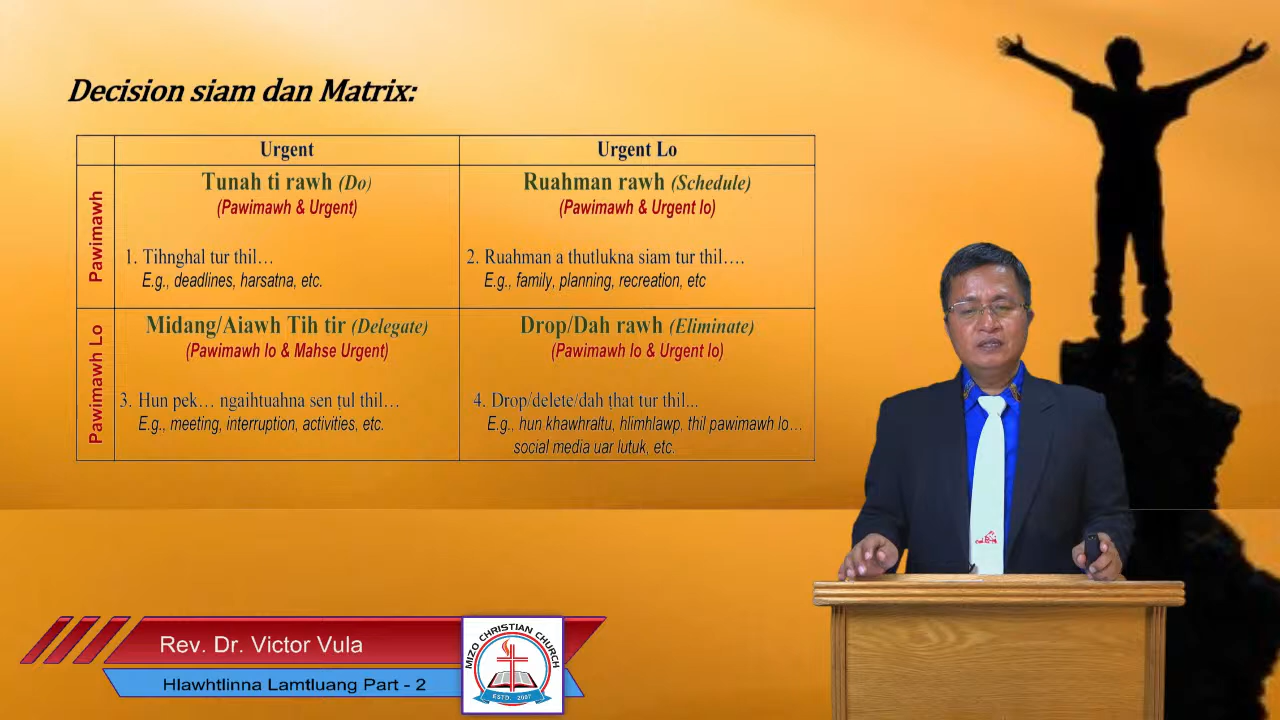 Decision siam dan Matrix:
Urgent
Urgent Lo
Pawimawh
Tunah ti rawh (Do)
(Pawimawh & Urgent)
1. Tihnghal tur thil…
E.g., deadlines, harsatna, etc.
Ruahman rawh (Schedule)
(Pawimawh & Urgent lo)
2. Ruahman a thutlukna siam tur thil….
E.g., family, planning, recreation, etc
Pawimawh Lo
Midang/Aiawh Tih tir (Delegate)
(Pawimawh lo & Mahse Urgent)
3. Hun pek… ngaihtuahna sen ṭul thil…
E.g., meeting, interruption, activities, etc.
Drop/Dah rawh (Eliminate)
(Pawimawh lo & Urgent lo)
4. Drop/delete/dah ṭhat tur thil...
E.g., hun khawhraltu, hlimhlawp, thil pawimawh lo…
social media uar lutuk, etc.
Rev. Dr. Victor Vula
Hlawhtlinna Lamtluang Part - 2
MIZO CHRISTIAN CHURCH
ESTD. 2007